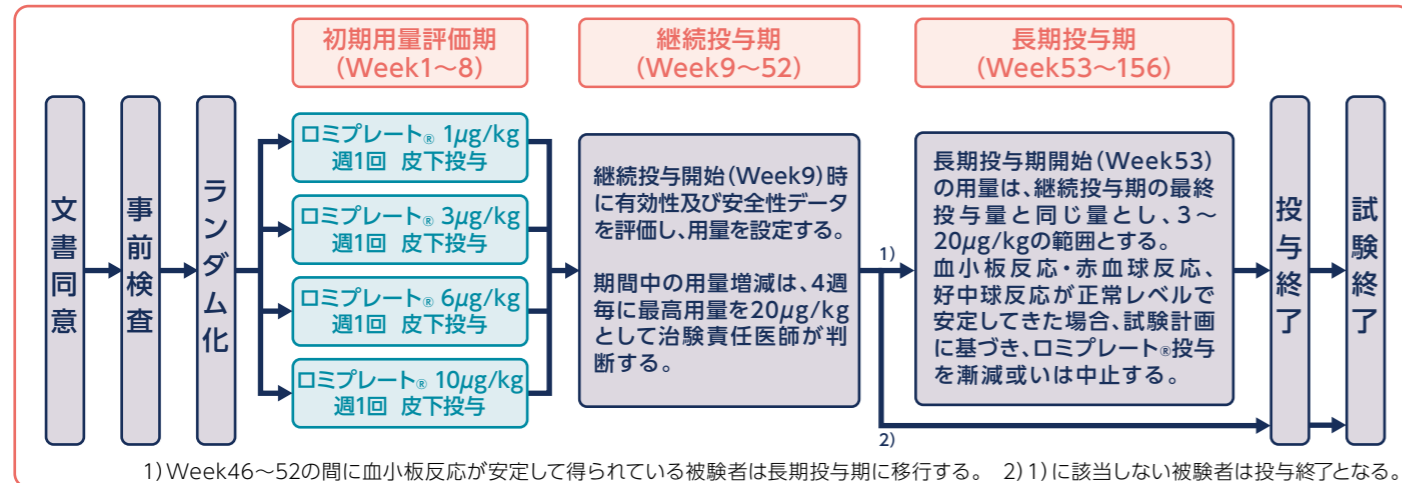 初期用量評価期
(Week1～8)
継続投与期
(Week9～52)
長期投与期
(Week53～156)
文書同意
事前検査
ランダム化
ロミプレート® 1μg/kg
週1回 皮下投与
ロミプレート® 3μg/kg
週1回 皮下投与
ロミプレート® 6μg/kg
週1回 皮下投与
ロミプレート® 10μg/kg
週1回 皮下投与
継続投与開始(Week9)時
に有効性及び安全性データ
を評価し、用量を設定する。
期間中の用量増減は、4週
毎に最高用量を20μg/kg
として治験責任医師が判
断する。
1)
2)
長期投与期開始(Week53)
の用量は、継続投与期の最終
投与量と同じ量とし、3～
20μg/kgの範囲とする。
血小板反応・赤血球反応、
好中球反応が正常レベルで
安定してきた場合、試験計画
に基づき、ロミプレート®投与
を漸減或いは中止する。
投与終了
試験終了
1)Week46～52の間に血小板反応が安定して得られている被験者は長期投与期に移行する。 2)1)に該当しない被験者は投与終了となる。